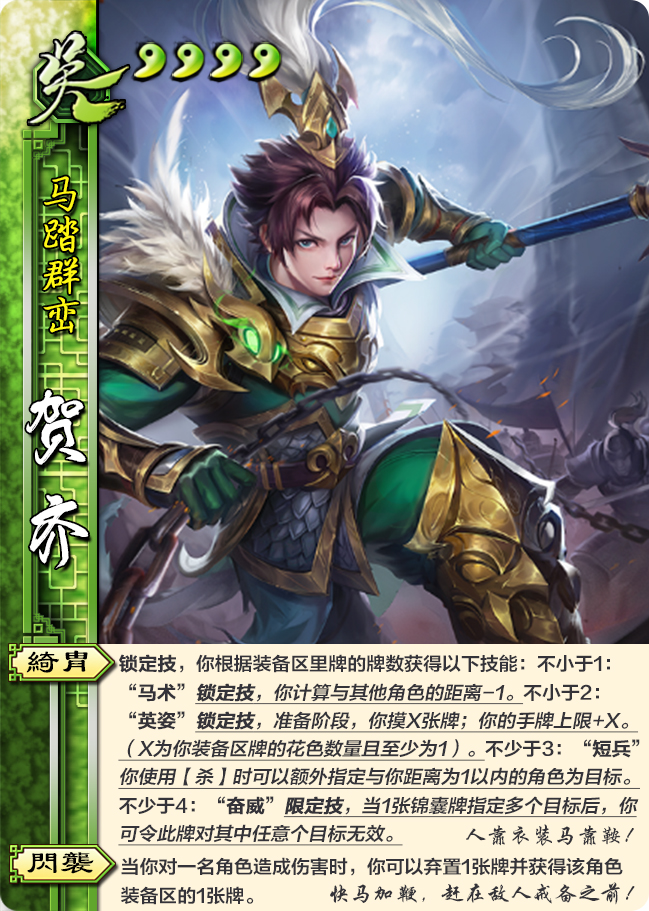 吴
马踏群峦
贺齐
綺冑
锁定技，你根据装备区里牌的牌数获得以下技能：不小于1：
“马术”锁定技，你计算与其他角色的距离-1。不小于2：
“英姿”锁定技，准备阶段，你摸X张牌；你的手牌上限+X。
（X为你装备区牌的花色数量且至少为1）。不少于3：“短兵”
你使用【杀】时可以额外指定与你距离为1以内的角色为目标。
不少于4：“奋威”限定技，当1张锦囊牌指定多个目标后，你
可令此牌对其中任意个目标无效。 人靠衣装马靠鞍！
閃襲
当你对一名角色造成伤害时，你可以弃置1张牌并获得该角色
装备区的1张牌。 快马加鞭，赶在敌人戒备之前！